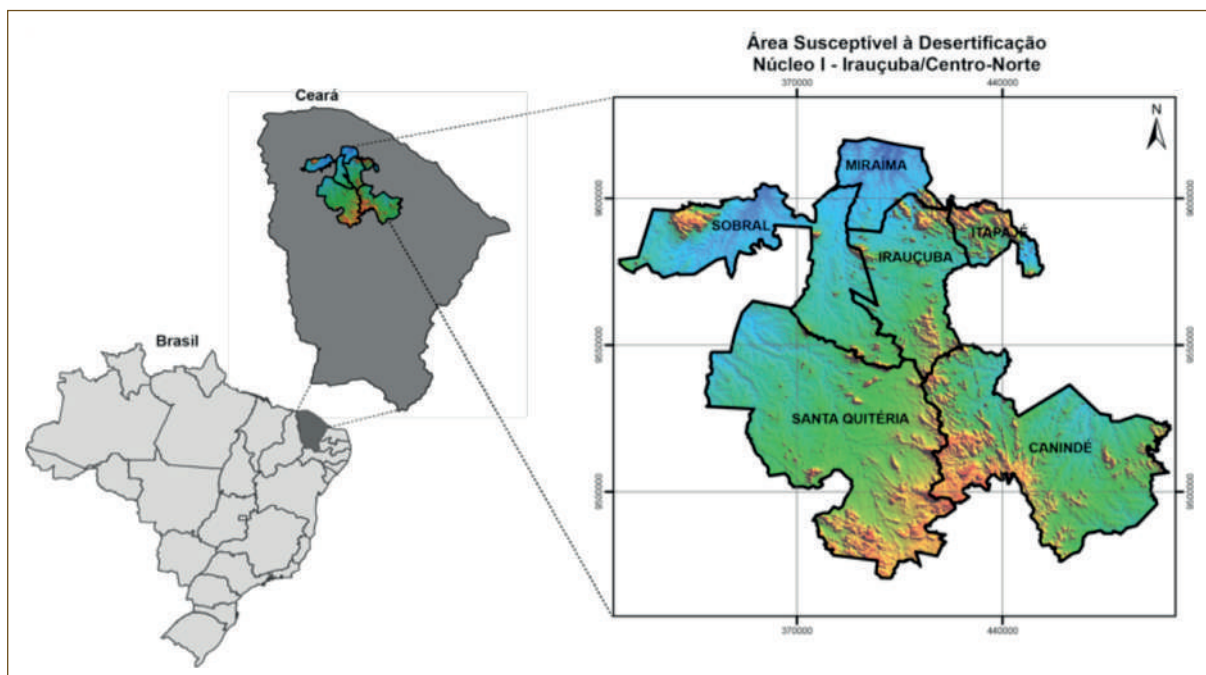 Área Susceptível à Desertificação
Núcleo I - Irauçuba/Centro-Norte
370000
440000
Ceará
N
MIRAÍMA
9600000
9600000
SOBRAL
ITAPAJÉ
IRAUÇUBA
Brasil
9550000
9550000
SANTA QUITÉRIA
CANINDÉ
9500000
9500000
370000
440000